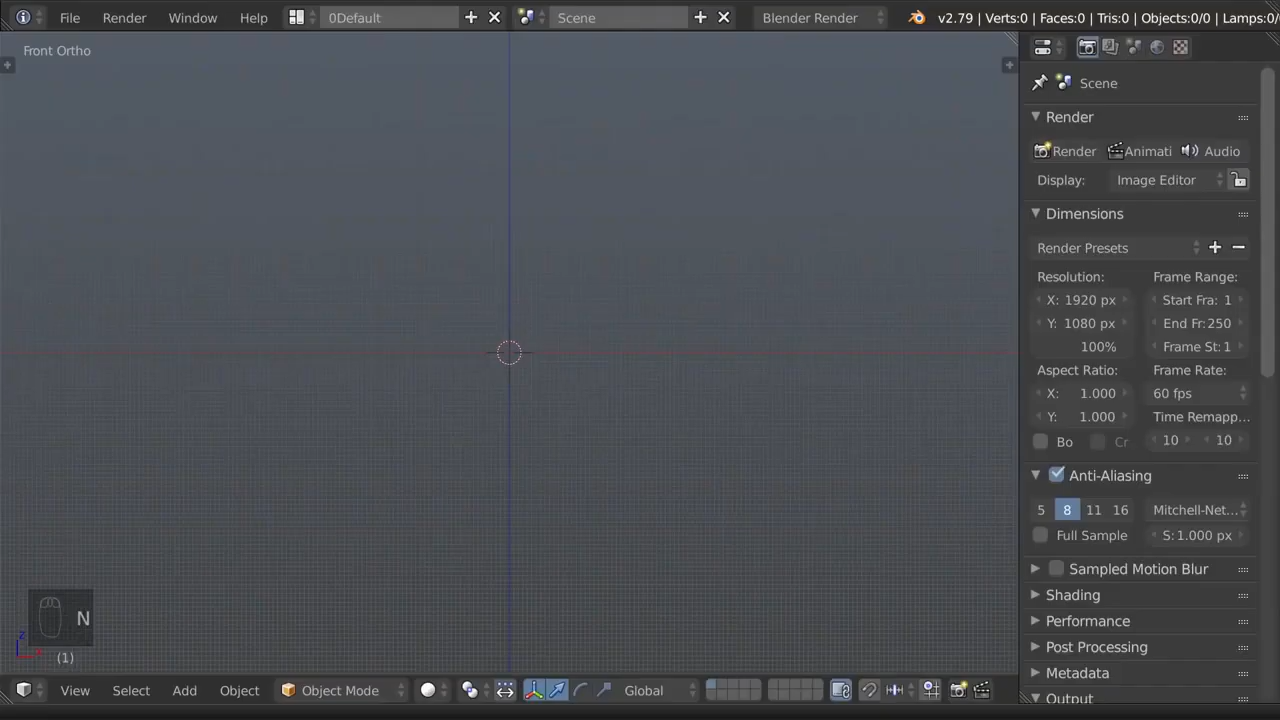 File Render Window Help 0Default Scene Blender Render v2.79 | Verts:0 | Faces:0 | Tris:0 | Objects:0/0 | Lamps:0/
Front Ortho
Scene
Render
Render Animati Audio
Display: Image Editor
Dimensions
Render Presets
Resolution: Frame Range:
X: 1920 px Start Fra: 1
Y: 1080 px End Fr:250
100% Frame St: 1
Aspect Ratio: Frame Rate:
X: 1.000 60 fps
Y: 1.000 Time Remapp...
Bo Cr 10 10
Anti-Aliasing
5 8 11 16 Mitchell-Net...
Full Sample S: 1.000 px
Sampled Motion Blur
Shading
Performance
Post Processing
Metadata
Output
N
z
x
(1)
View Select Add Object Object Mode Global